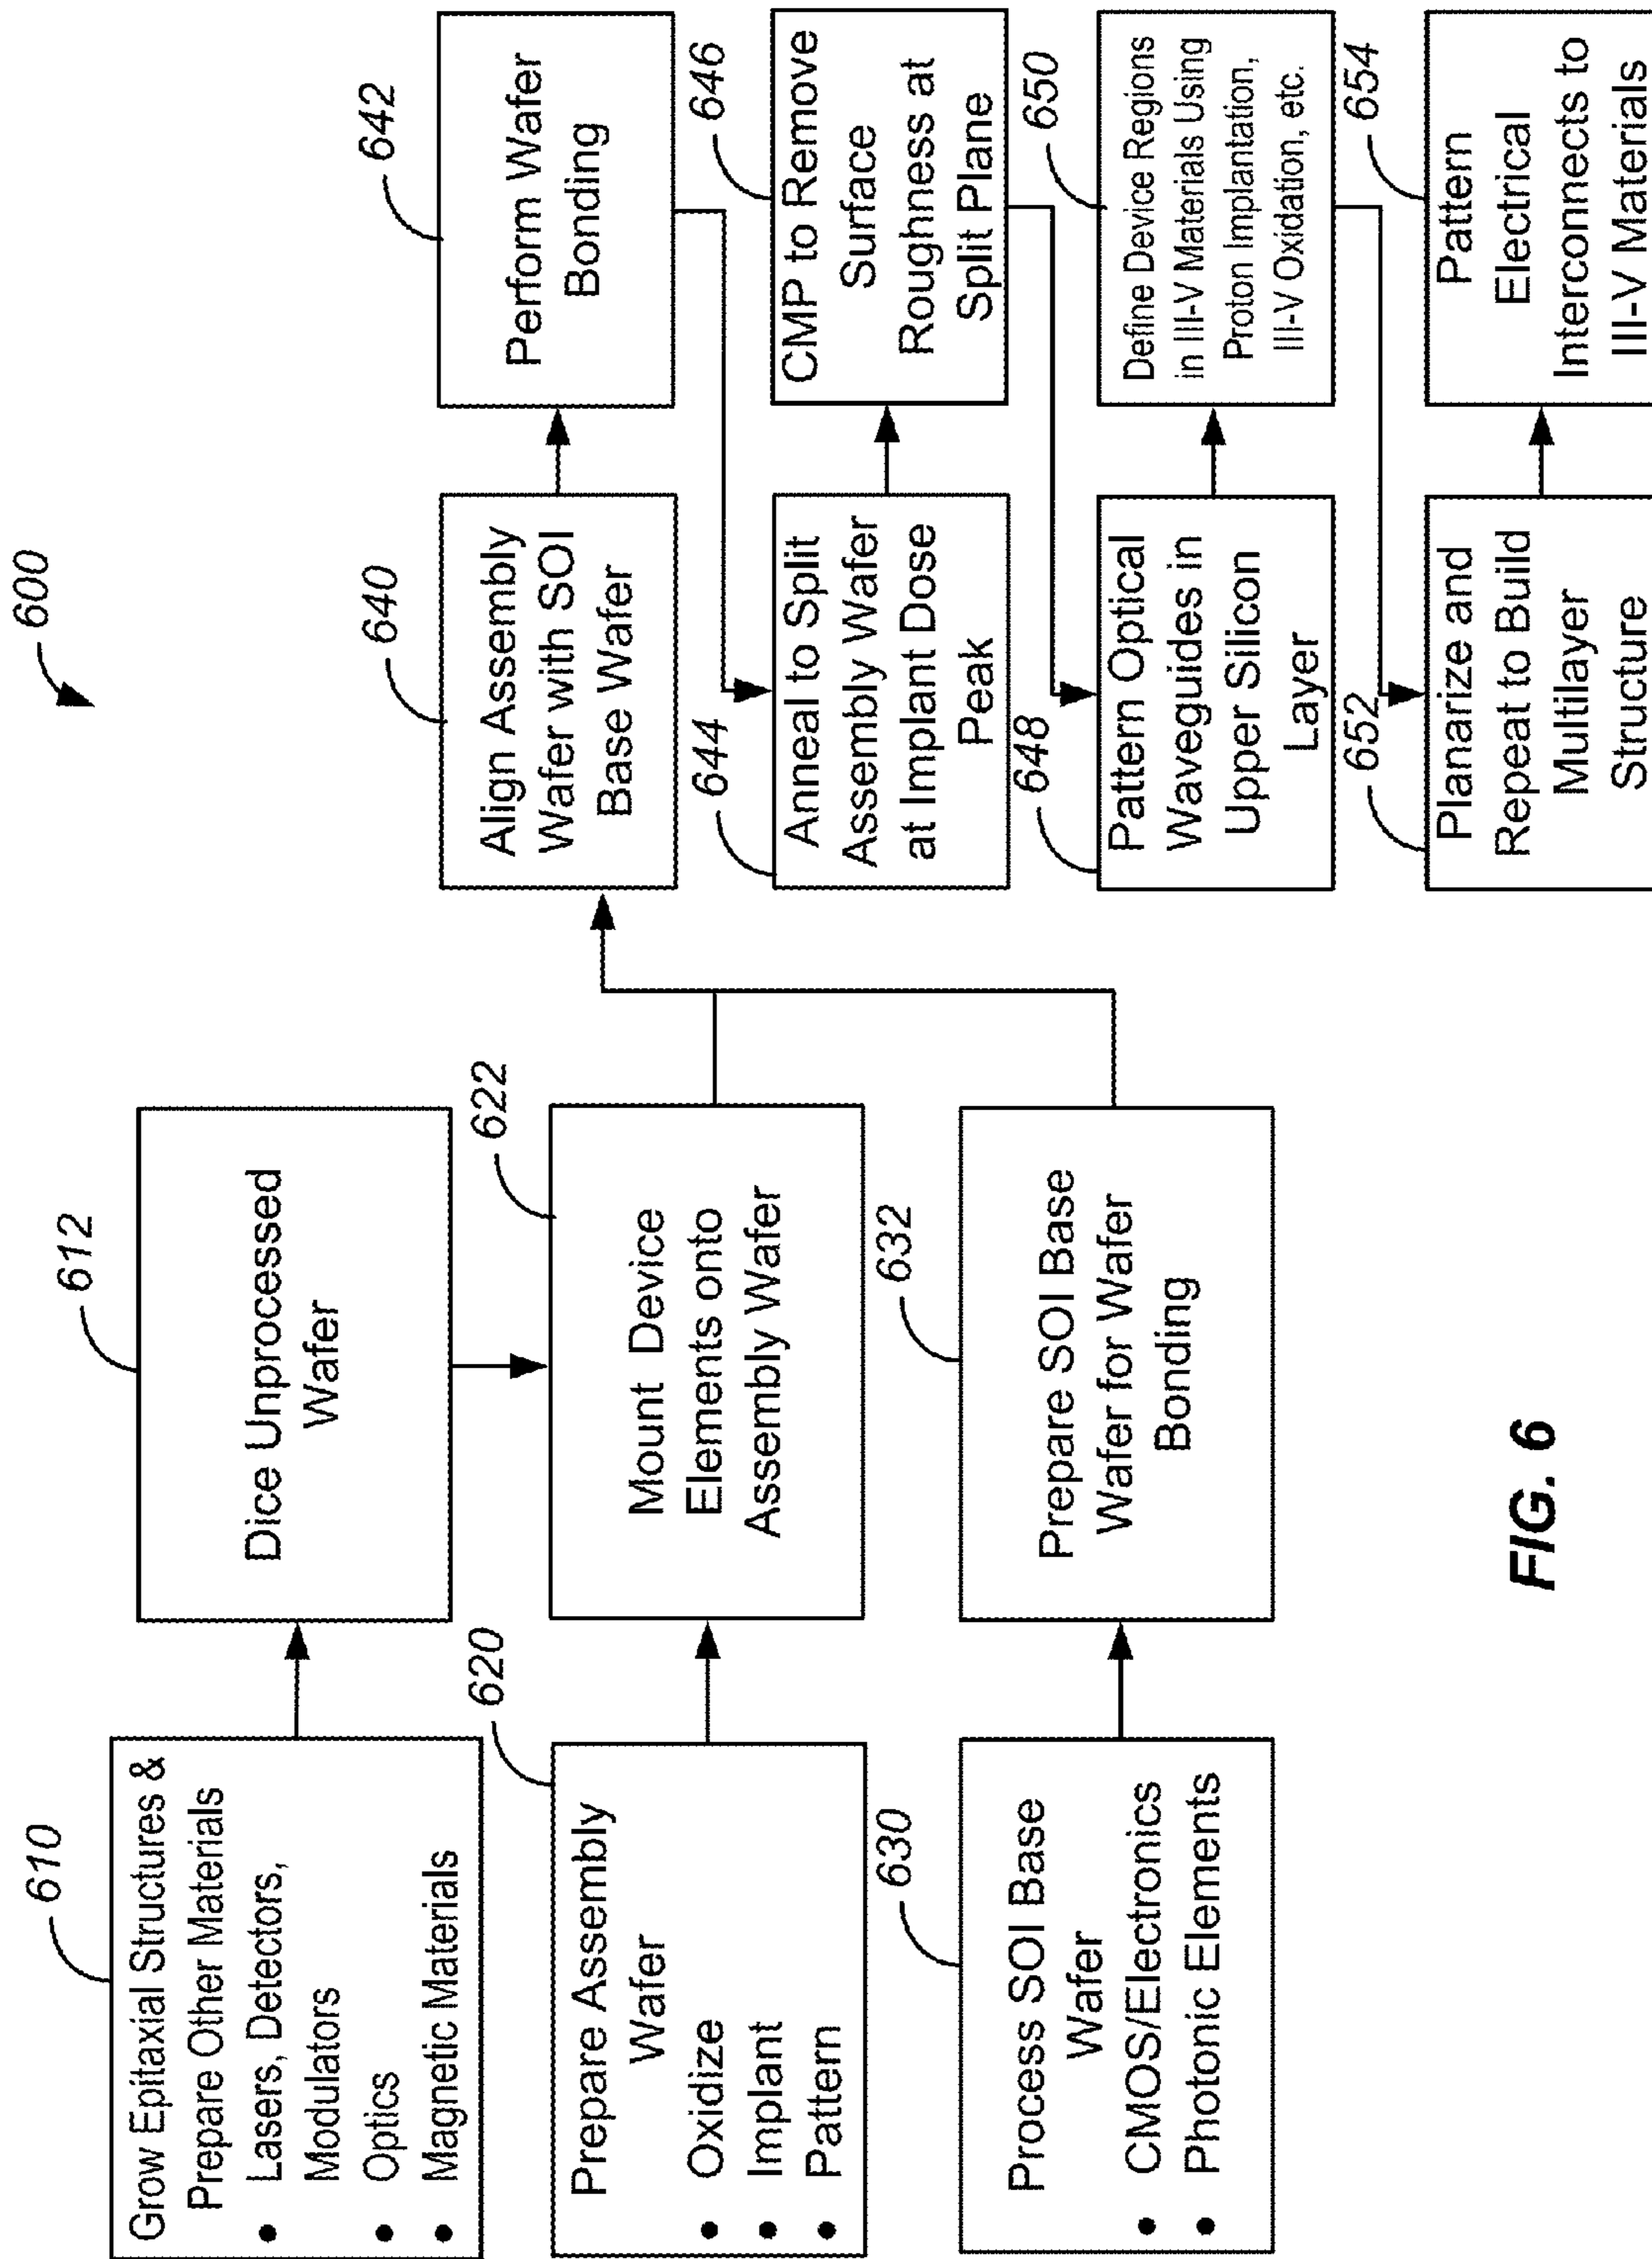 600
610
Grow Epitaxial Structures &
Prepare Other Materials
• Lasers, Detectors,
Modulators
• Optics
• Magnetic Materials
612
Dice Unprocessed
Wafer
620
Prepare Assembly
Wafer
• Oxidize
• Implant
• Pattern
622
Mount Device
Elements onto
Assembly Wafer
630
Process SOI Base
Wafer
• CMOS/Electronics
• Photonic Elements
632
Prepare SOI Base
Wafer for Wafer
Bonding
640
Align Assembly
Wafer with SOI
Base Wafer
642
Perform Wafer
Bonding
644
Anneal to Split
Assembly Wafer
at Implant Dose
Peak
646
CMP to Remove
Surface
Roughness at
Split Plane
648
Pattern Optical
Waveguides in
Upper Silicon
Layer
650
Define Device Regions
in III-V Materials Using
Proton Implantation,
III-V Oxidation, etc.
652
Planarize and
Repeat to Build
Multilayer
Structure
654
Pattern
Electrical
Interconnects to
III-V Materials
FIG. 6